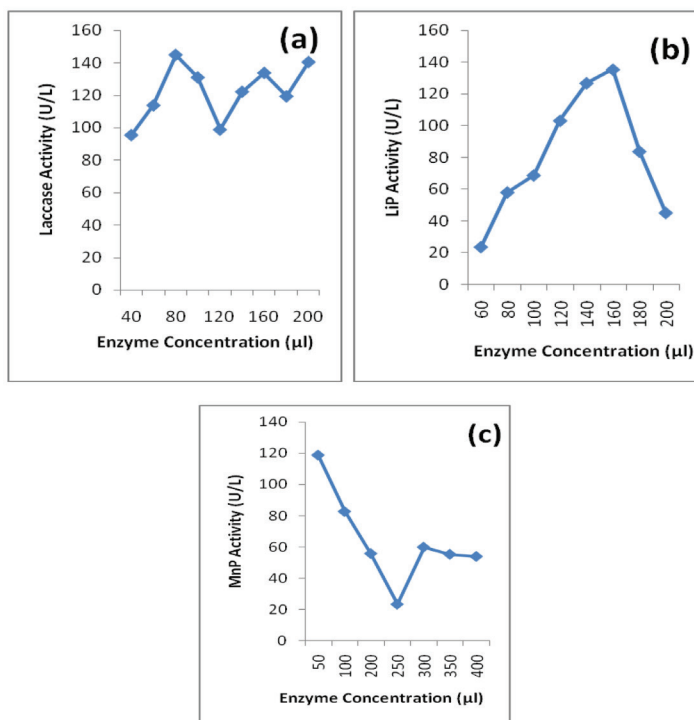 (a)
Laccase Activity (U/L)
160
140
120
100
80
60
40
20
0
40 80 120 160 200
Enzyme Concentration (µl)
(b)
LiP Activity (U/L)
160
140
120
100
80
60
40
20
0
60 80 100 120 140 160 180 200
Enzyme Concentration (µl)
(c)
MnP Activity (U/L)
140
120
100
80
60
40
20
0
50 100 200 250 300 350 400
Enzyme Concentration (µl)